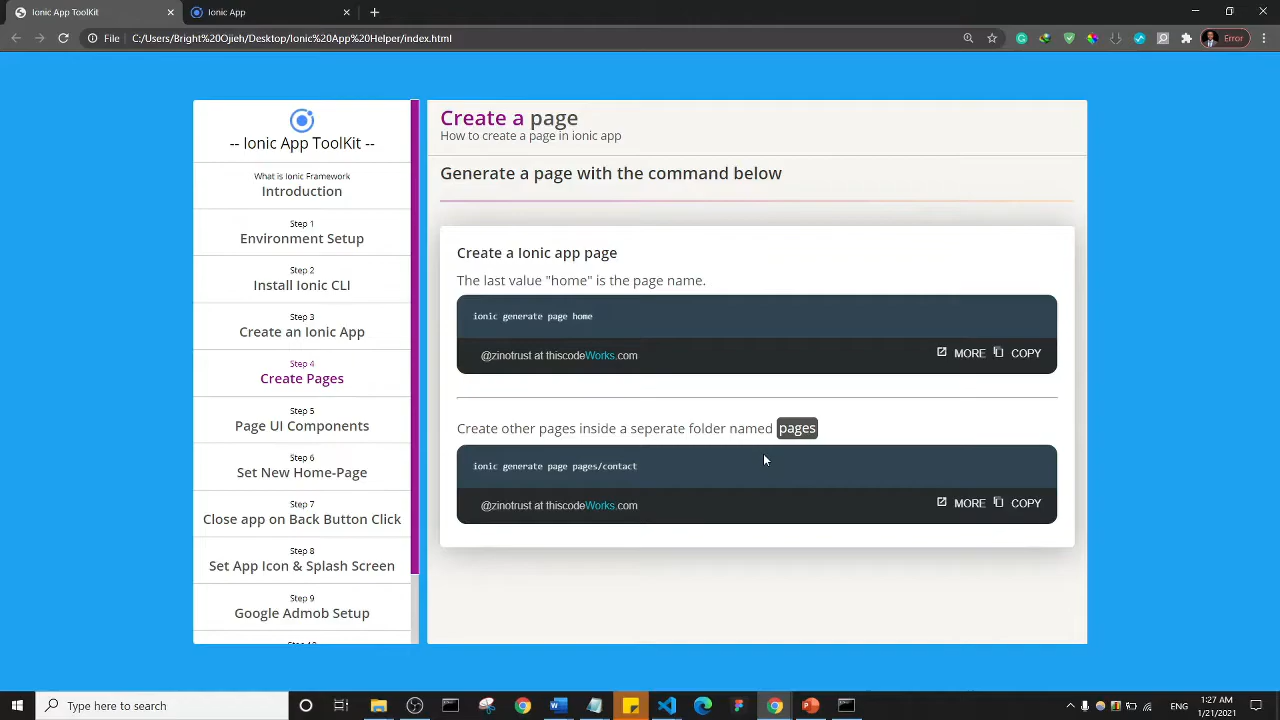 Ionic App ToolKit
Ionic App
File
C:/Users/Bright%20Ojieh/Desktop/Ionic%20App%20Helper/index.html
Error
-- Ionic App ToolKit --
What is Ionic Framework
Introduction
Step 1
Environment Setup
Step 2
Install Ionic CLI
Step 3
Create an Ionic App
Step 4
Create Pages
Step 5
Page UI Components
Step 6
Set New Home-Page
Step 7
Close app on Back Button Click
Step 8
Set App Icon & Splash Screen
Step 9
Google Admob Setup
Create a page
How to create a page in ionic app
Generate a page with the command below
Create a Ionic app page
The last value "home" is the page name.
ionic generate page home
@zinotrust at thiscodeWorks.com
MORE COPY
Create other pages inside a seperate folder named pages
ionic generate page pages/contact
@zinotrust at thiscodeWorks.com
MORE COPY
Type here to search
ENG
1:27 AM
1/21/2021